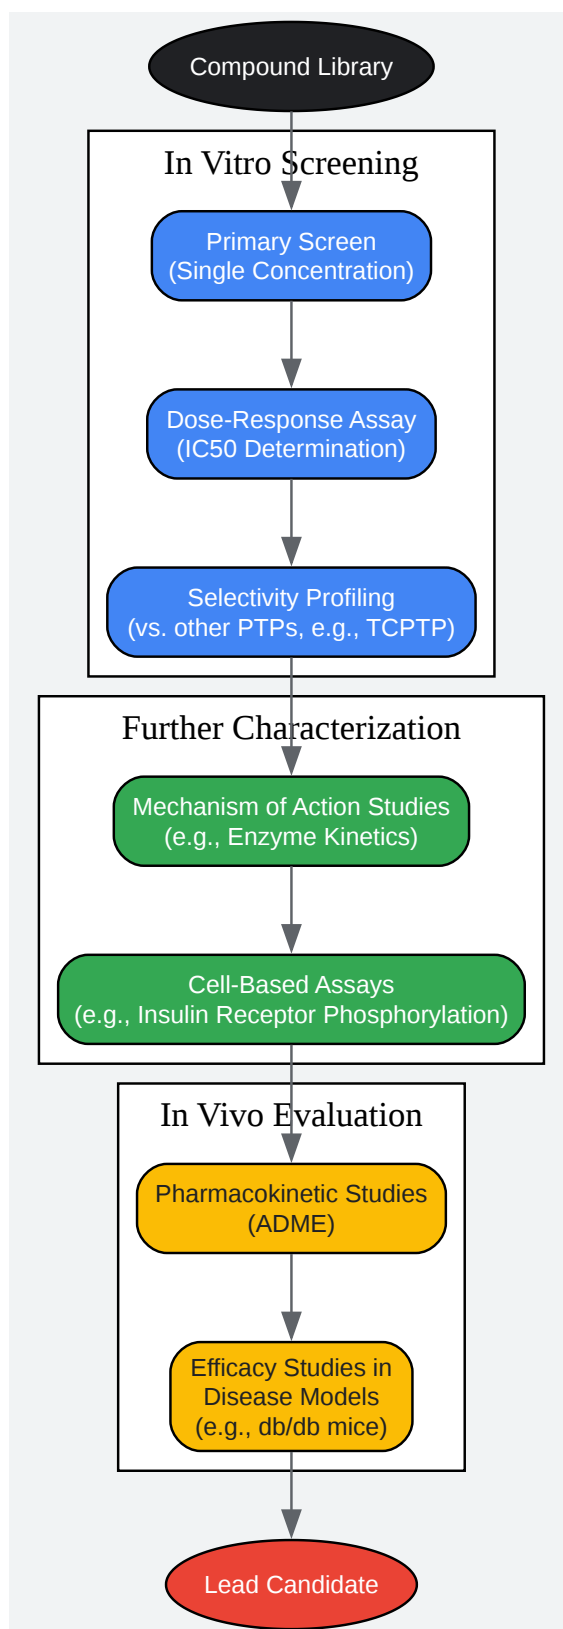 Compound Library
In Vitro Screening
Primary Screen
(Single Concentration)
Dose-Response Assay
(IC50 Determination)
Selectivity Profiling
(vs. other PTPs, e.g., TCPTP)
Further Characterization
Mechanism of Action Studies
(e.g., Enzyme Kinetics)
Cell-Based Assays
(e.g., Insulin Receptor Phosphorylation)
In Vivo Evaluation
Pharmacokinetic Studies
(ADME)
Efficacy Studies in
Disease Models
(e.g., db/db mice)
Lead Candidate